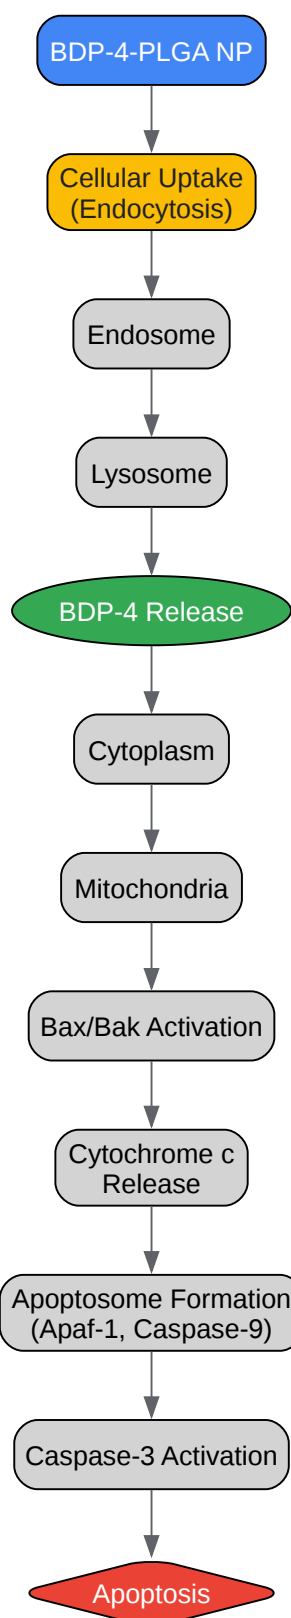 BDP-4-PLGA NP
Cellular Uptake
(Endocytosis)
Endosome
Lysosome
BDP-4 Release
Cytoplasm
Mitochondria
Bax/Bak Activation
Cytochrome c
Release
Apoptosome Formation
(Apaf-1, Caspase-9)
Caspase-3 Activation
Apoptosis